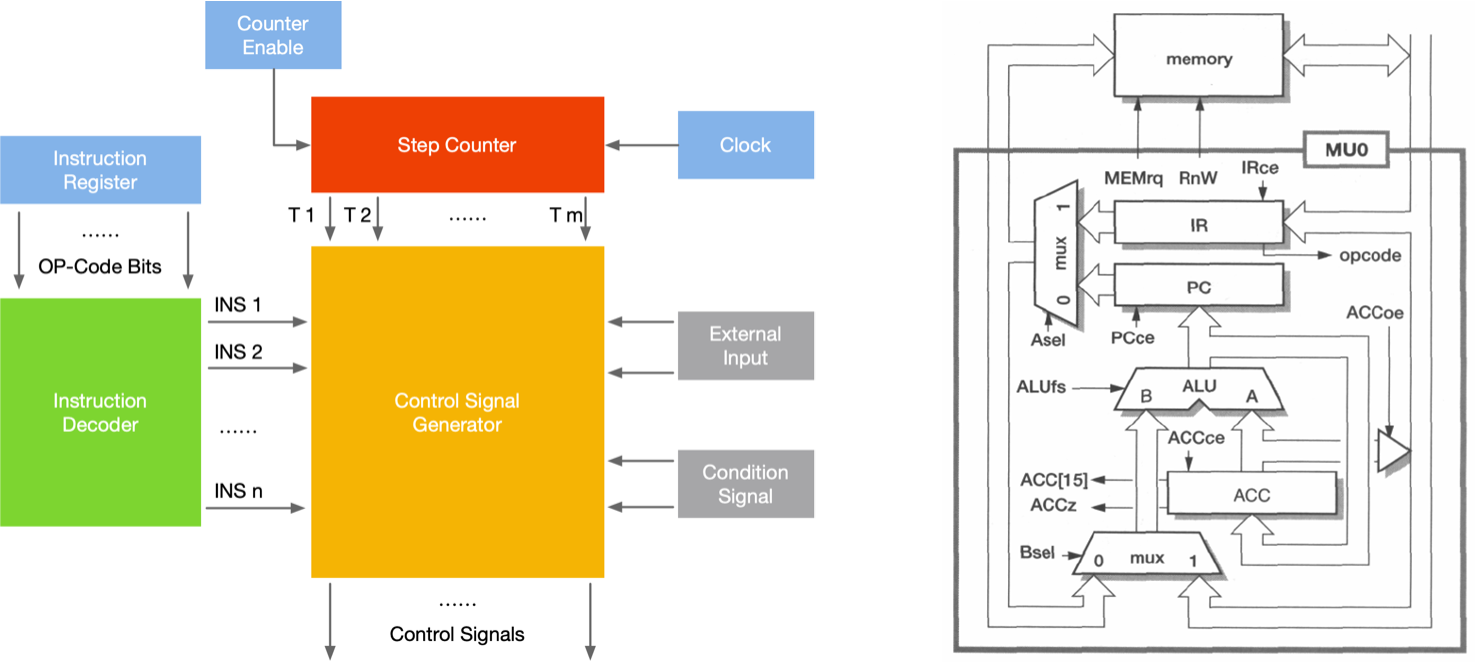 Counter
Enable
Step Counter
Clock
Instruction
Register
T 1
T 2
......
T m
......
OP-Code Bits
Instruction
Decoder
INS 1
INS 2
......
INS n
Control Signal
Generator
External
Input
Condition
Signal
......
Control Signals
memory
MU0
MEMrq
RnW
IRce
1
mux
0
IR
opcode
PC
Asel
PCce
ACCoe
ALUfs
ALU
B
A
ACCce
ACC[15]
ACCz
ACC
Bsel
0
mux
1